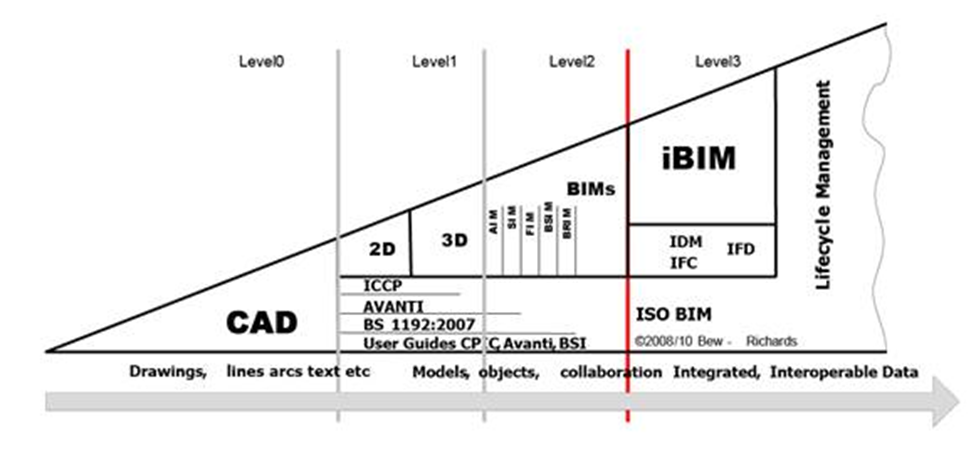 Level0 Level1 Level2 Level3
iBIM
Lifecycle Management
BIMs
AIM
SIM
FIM
BSIM
BRIM
2D 3D
IDM IFD
IFC
ICCP
AVANTI
BS 1192:2007
User Guides CPIC, Avanti, BSI
CAD
ISO BIM
©2008/10 Bew - Richards
Drawings, lines arcs text etc Models, objects, collaboration Integrated, Interoperable Data